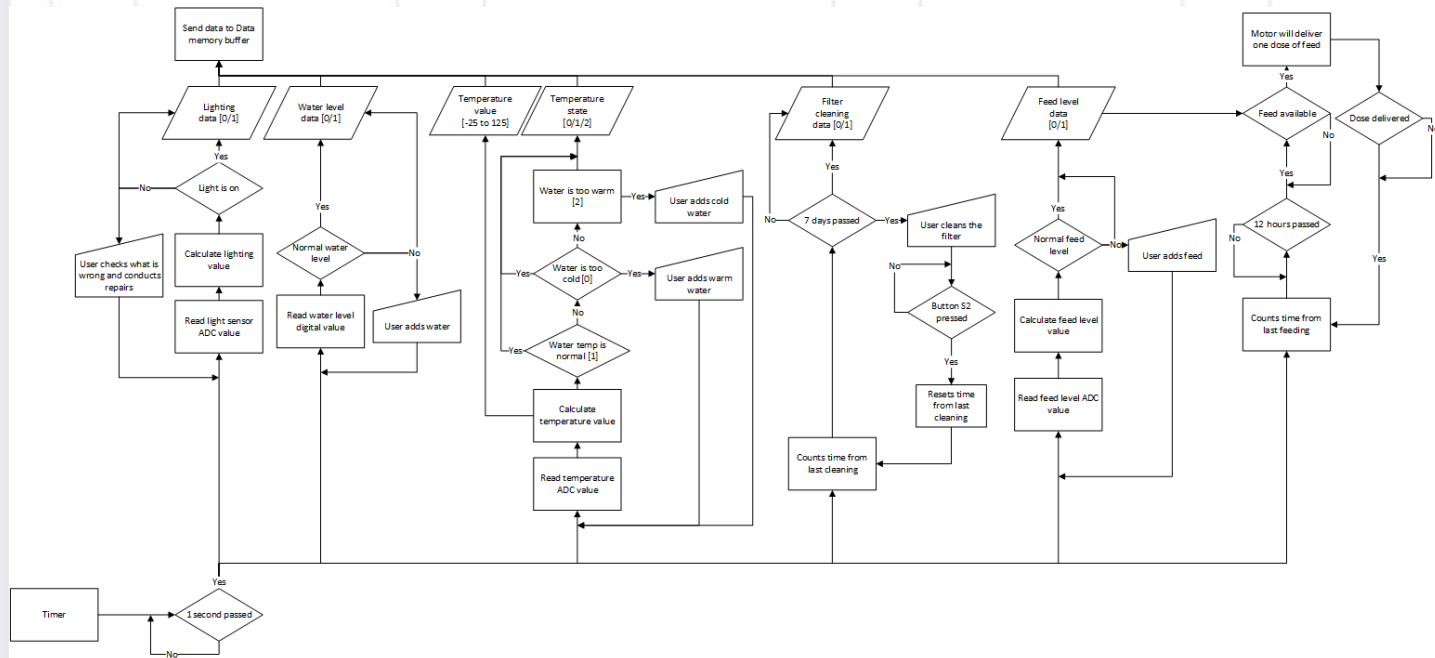 Send data to Data
memory buffer
Motor will deliver
one dose of feed
Yes
Lighting
data [0/1]
Water level
data [0/1]
Temperature
value
[-25 to 125]
Temperature
state
[0/1/2]
Filter
cleaning
data [0/1]
Feed level
data
[0/1]
Feed available
No
Dose delivered
Yes
No
Light is on
Yes
Water is too warm
[2]
Yes
User adds cold
water
Yes
No
7 days passed
Yes
User cleans the
filter
Yes
Normal feed
level
No
User adds feed
Yes
12 hours passed
No
Yes
User checks what is
wrong and conducts
repairs
Calculate lighting
value
Yes
Normal water
level
No
No
Yes
Water is too
cold [0]
Yes
User adds warm
water
No
Button S2
pressed
Yes
Read light sensor
ADC value
Read water level
digital value
User adds water
No
Yes
Water temp is
normal [1]
Calculate feed level
value
Counts time from
last feeding
Calculate
temperature value
Resets time
from last
cleaning
Read feed level ADC
value
Read temperature
ADC value
Counts time from
last cleaning
Yes
Timer
1 second passed
No